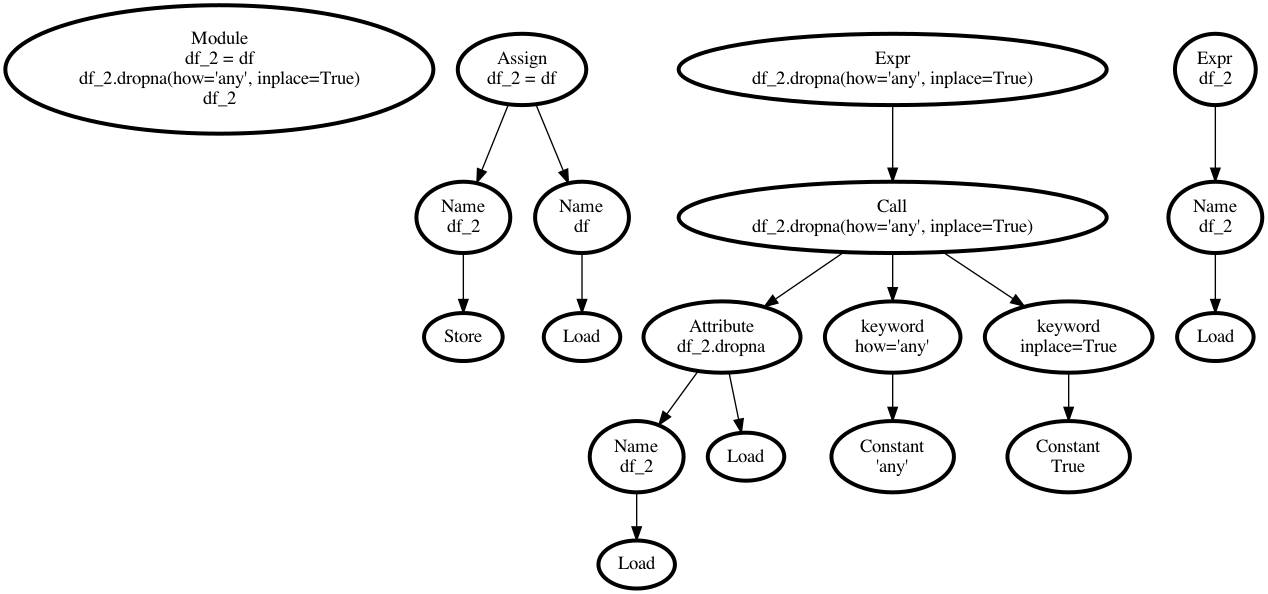 Module
df_2 = df
df_2.dropna(how='any', inplace=True)
df_2
Assign
df_2 = df
Expr
df_2.dropna(how='any', inplace=True)
Expr
df_2
Name
df_2
Name
df
Call
df_2.dropna(how='any', inplace=True)
Name
df_2
Store
Load
Attribute
df_2.dropna
keyword
how='any'
keyword
inplace=True
Load
Name
df_2
Load
Constant
'any'
Constant
True
Load